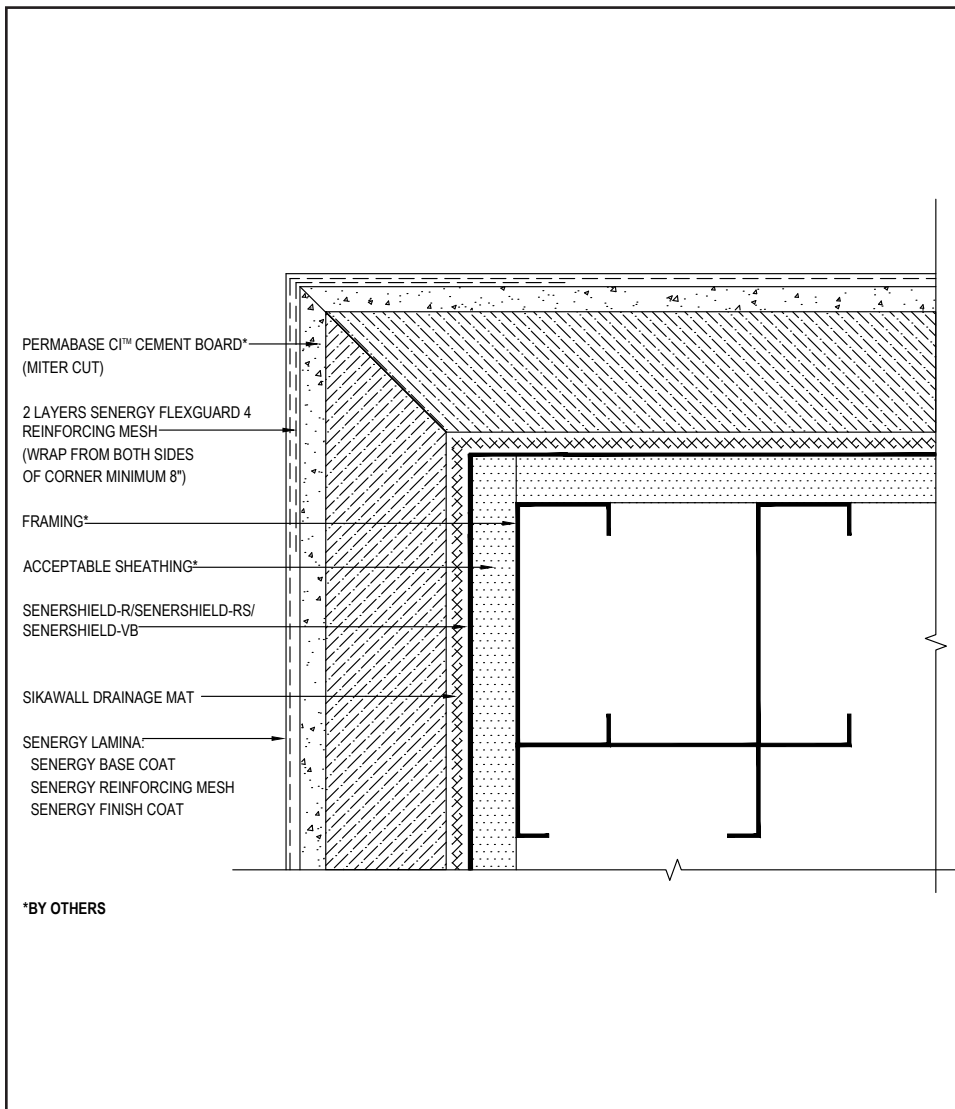 PERMABASE CI™ CEMENT BOARD*
(MITER CUT)
2 LAYERS SENERGY FLEXGUARD 4
REINFORCING MESH
(WRAP FROM BOTH SIDES
OF CORNER MINIMUM 8")
FRAMING*
ACCEPTABLE SHEATHING*
SENERSHIELD-R/SENERSHIELD-RS/
SENERSHIELD-VB
SIKAWALL DRAINAGE MAT
SENERGY LAMINA:
SENERGY BASE COAT
SENERGY REINFORCING MESH
SENERGY FINISH COAT
*BY OTHERS